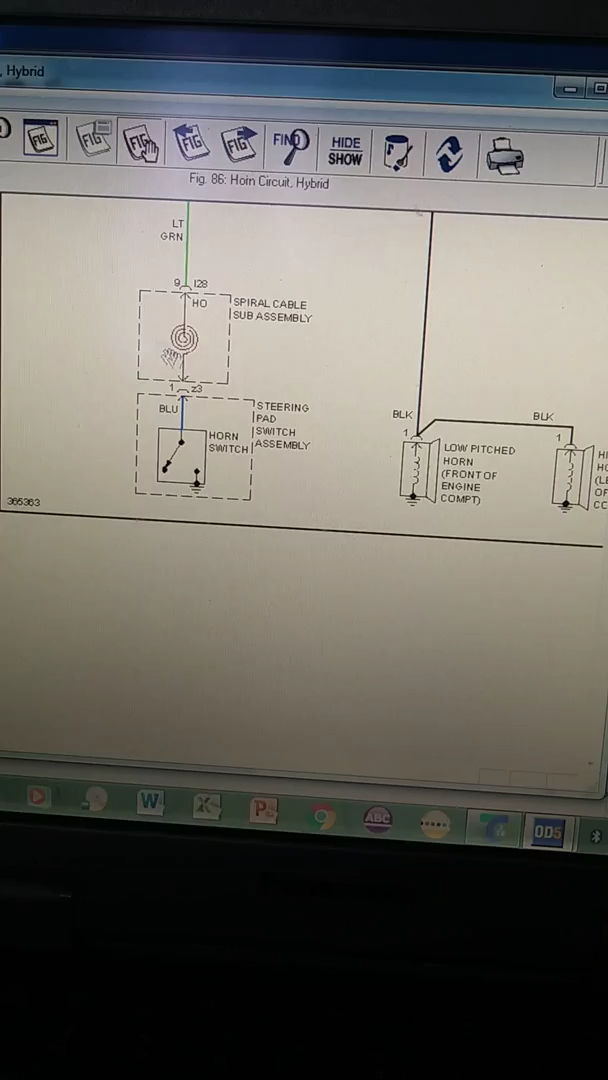 , Hybrid
FIG
FIG
FIG
FIG
FIG
FIND
HIDE
SHOW
Fig. 86: Horn Circuit, Hybrid
LT
GRN
9 I28
HO
SPIRAL CABLE
SUB ASSEMBLY
1 z3
BLU
HORN
SWITCH
STEERING
PAD
SWITCH
ASSEMBLY
BLK
1
LOW PITCHED
HORN
(FRONT OF
ENGINE
COMPT)
BLK
1
365363
W
X
P
ABC
OD5